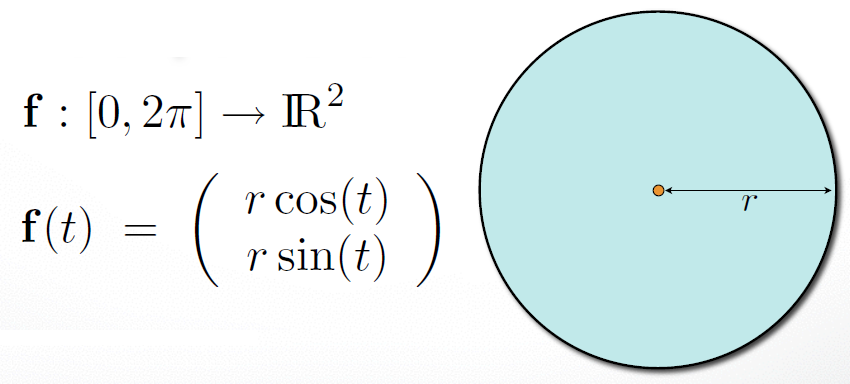 f : [0, 2π] → ℝ²
f(t) = ( r cos(t)
r sin(t) )
r